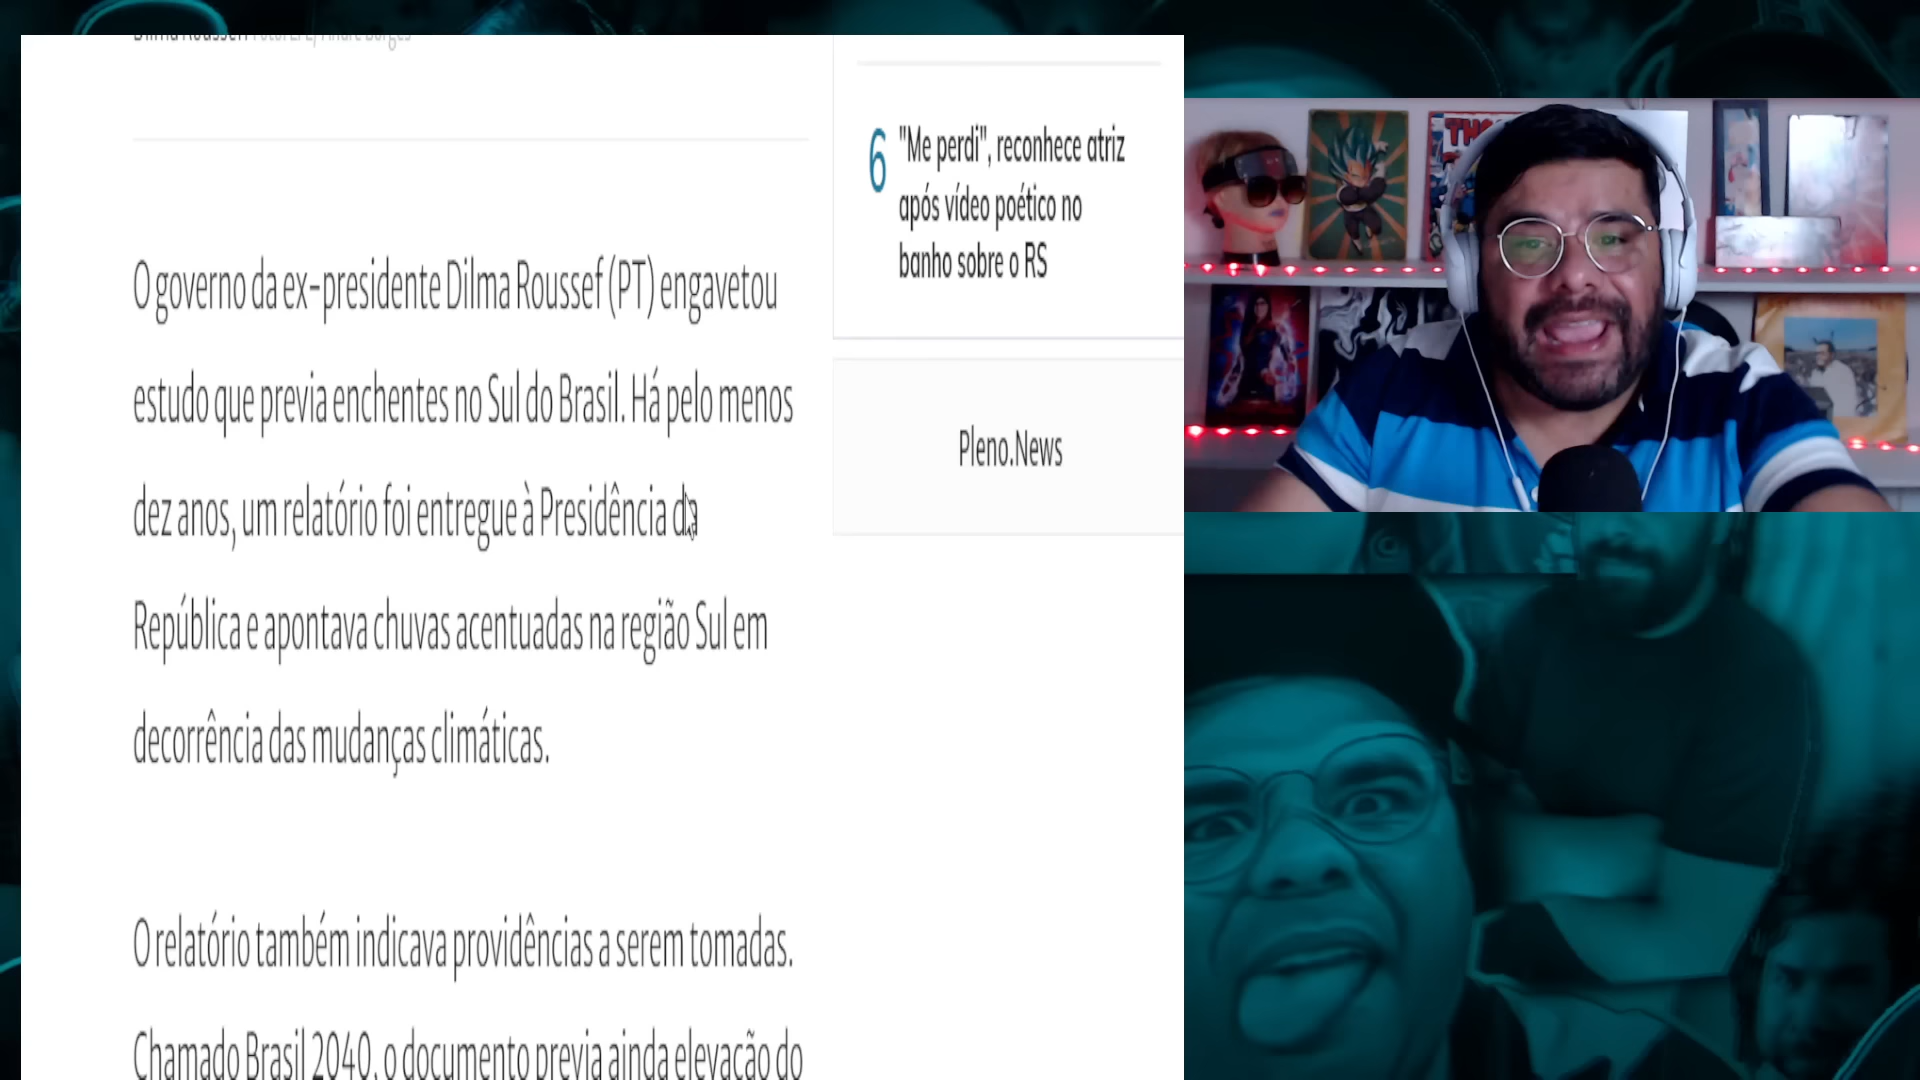 O governo da ex-presidente Dilma Roussef (PT) engavetou
estudo que previa enchentes no Sul do Brasil. Há pelo menos
dez anos, um relatório foi entregue à Presidência da
República e apontava chuvas acentuadas na região Sul em
decorrência das mudanças climáticas.
O relatório também indicava providências a serem tomadas.
Chamado Brasil 2040, o documento previa ainda elevação do
6
"Me perdi", reconhece atriz
após vídeo poético no
banho sobre o RS
Pleno.News